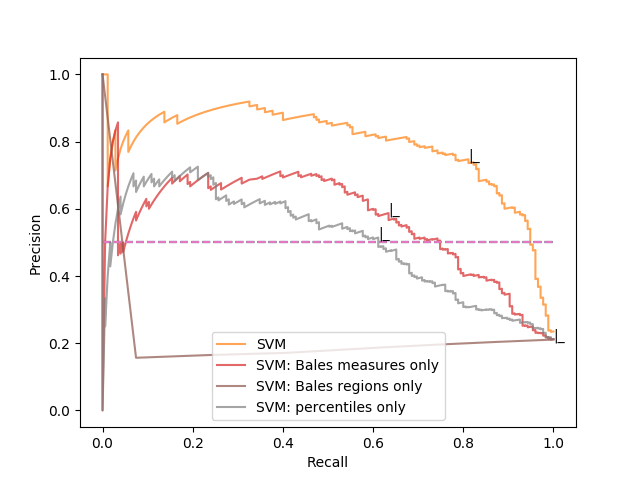 1.0
0.8
0.6
0.4
0.2
0.0
Precision
L
L
L
L
SVM
SVM: Bales measures only
SVM: Bales regions only
SVM: percentiles only
0.0 0.2 0.4 0.6 0.8 1.0
Recall